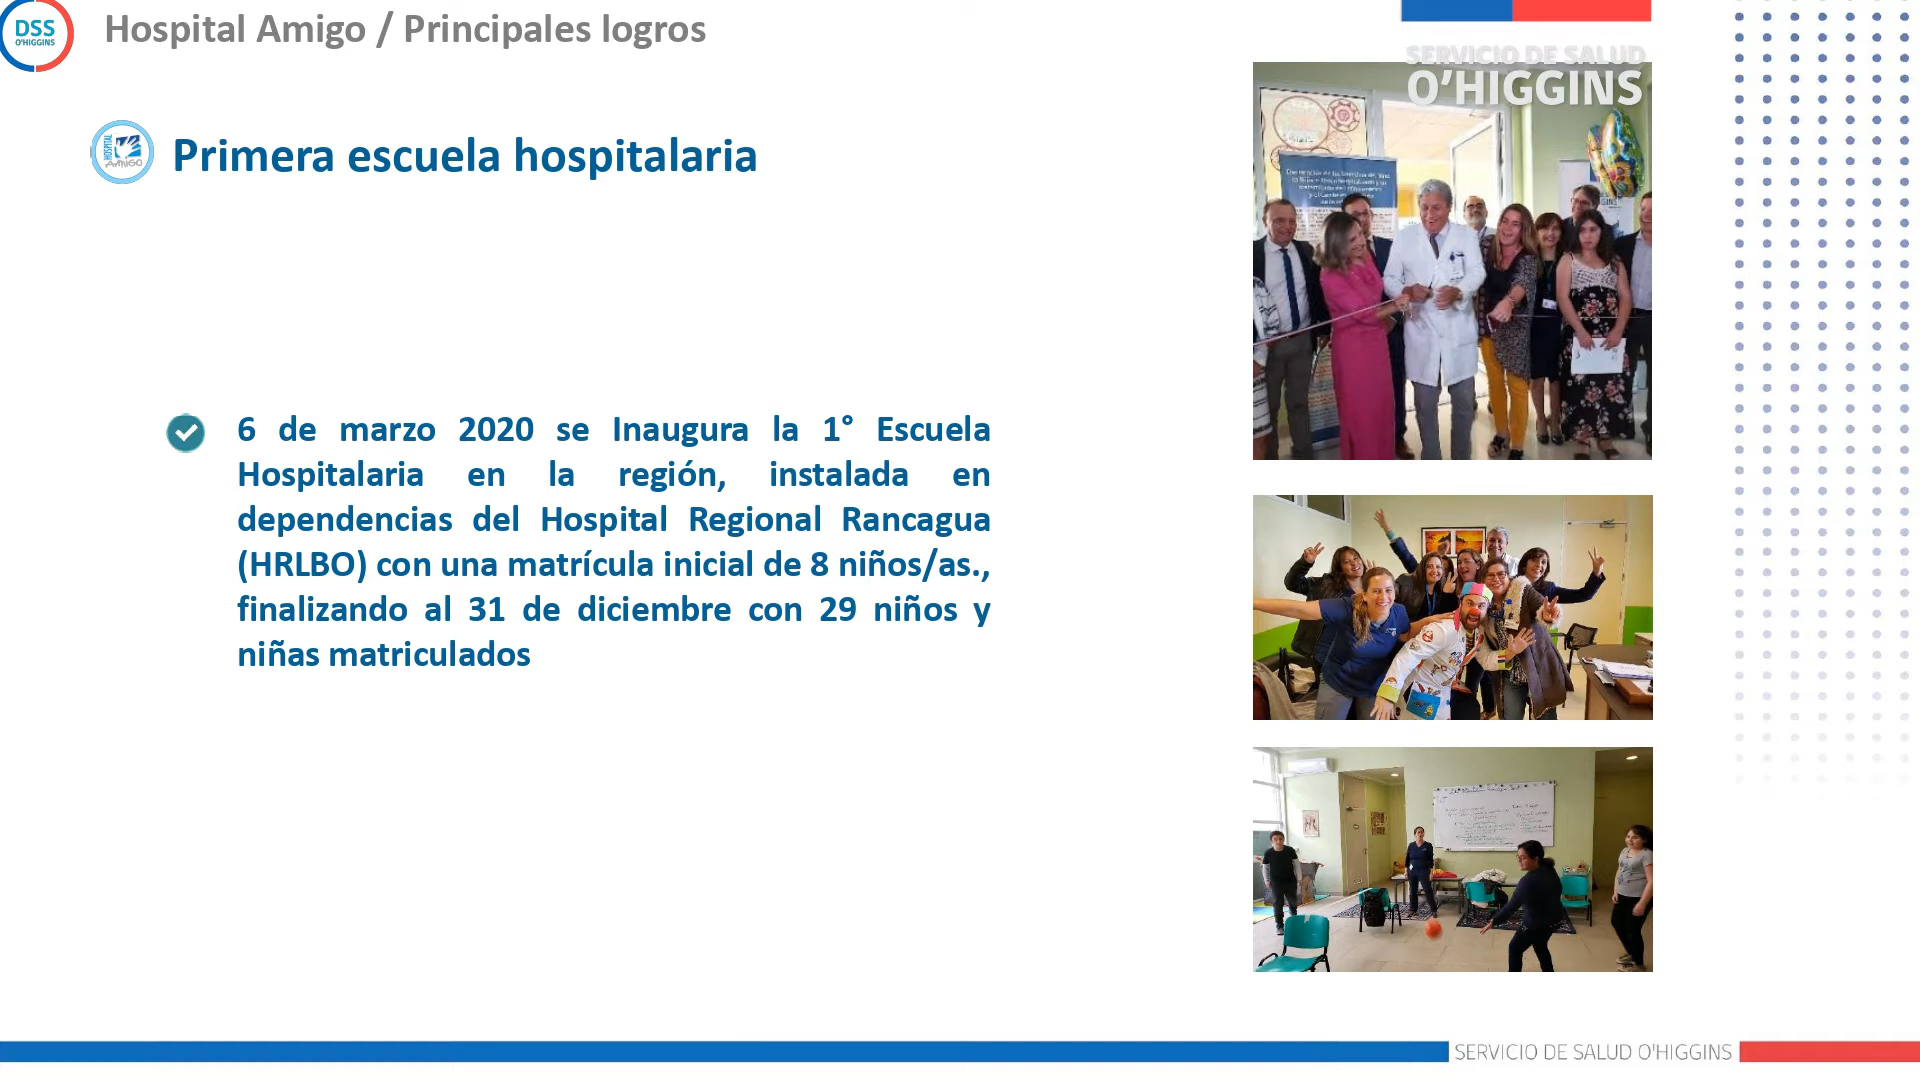 DSS
O'HIGGINS
Hospital Amigo / Principales logros
SERVICIO DE SALUD
O'HIGGINS
HOSPITAL
AMIGO
Primera escuela hospitalaria
6 de marzo 2020 se Inaugura la 1° Escuela
Hospitalaria en la región, instalada en
dependencias del Hospital Regional Rancagua
(HRLBO) con una matrícula inicial de 8 niños/as.,
finalizando al 31 de diciembre con 29 niños y
niñas matriculados
SERVICIO DE SALUD O'HIGGINS